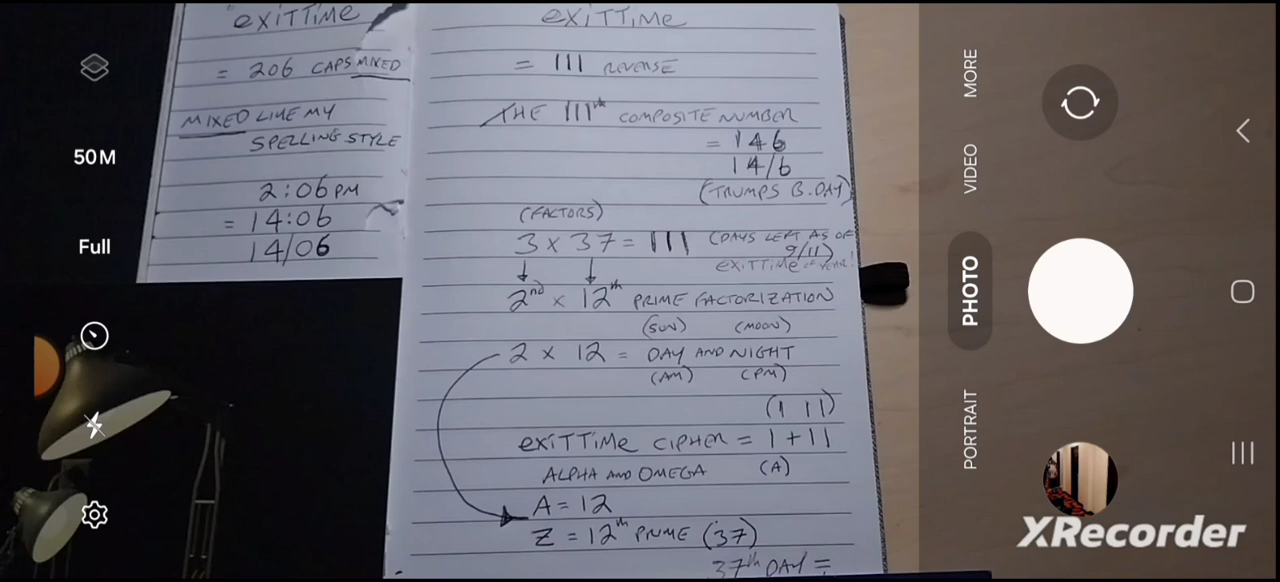 "exiTTiMe
= 206 CAPS MIXED
MIXED LIKE MY
SPELLING STYLE
2:06 PM
= 14:06
14/06
exiTTiMe
= 111 REVERSE
THE 111th COMPOSITE NUMBER
= 146
14/6
(TRUMPS B.DAY)
(FACTORS)
3 x 37 = 111 (DAYS LEFT AS OF
9/11)
exiTTiMe OF YEAR!
2nd x 12th PRIME FACTORIZATION
(SUN) (MOON)
2 x 12 = DAY AND NIGHT
(AM) (PM)
(1 11)
exiTTiMe CIPHER = 1 + 11
ALPHA AND OMEGA (A)
A = 12
Z = 12th PRIME (37)
37th DAY =
50M
Full
MORE
VIDEO
PHOTO
PORTRAIT
XRecorder